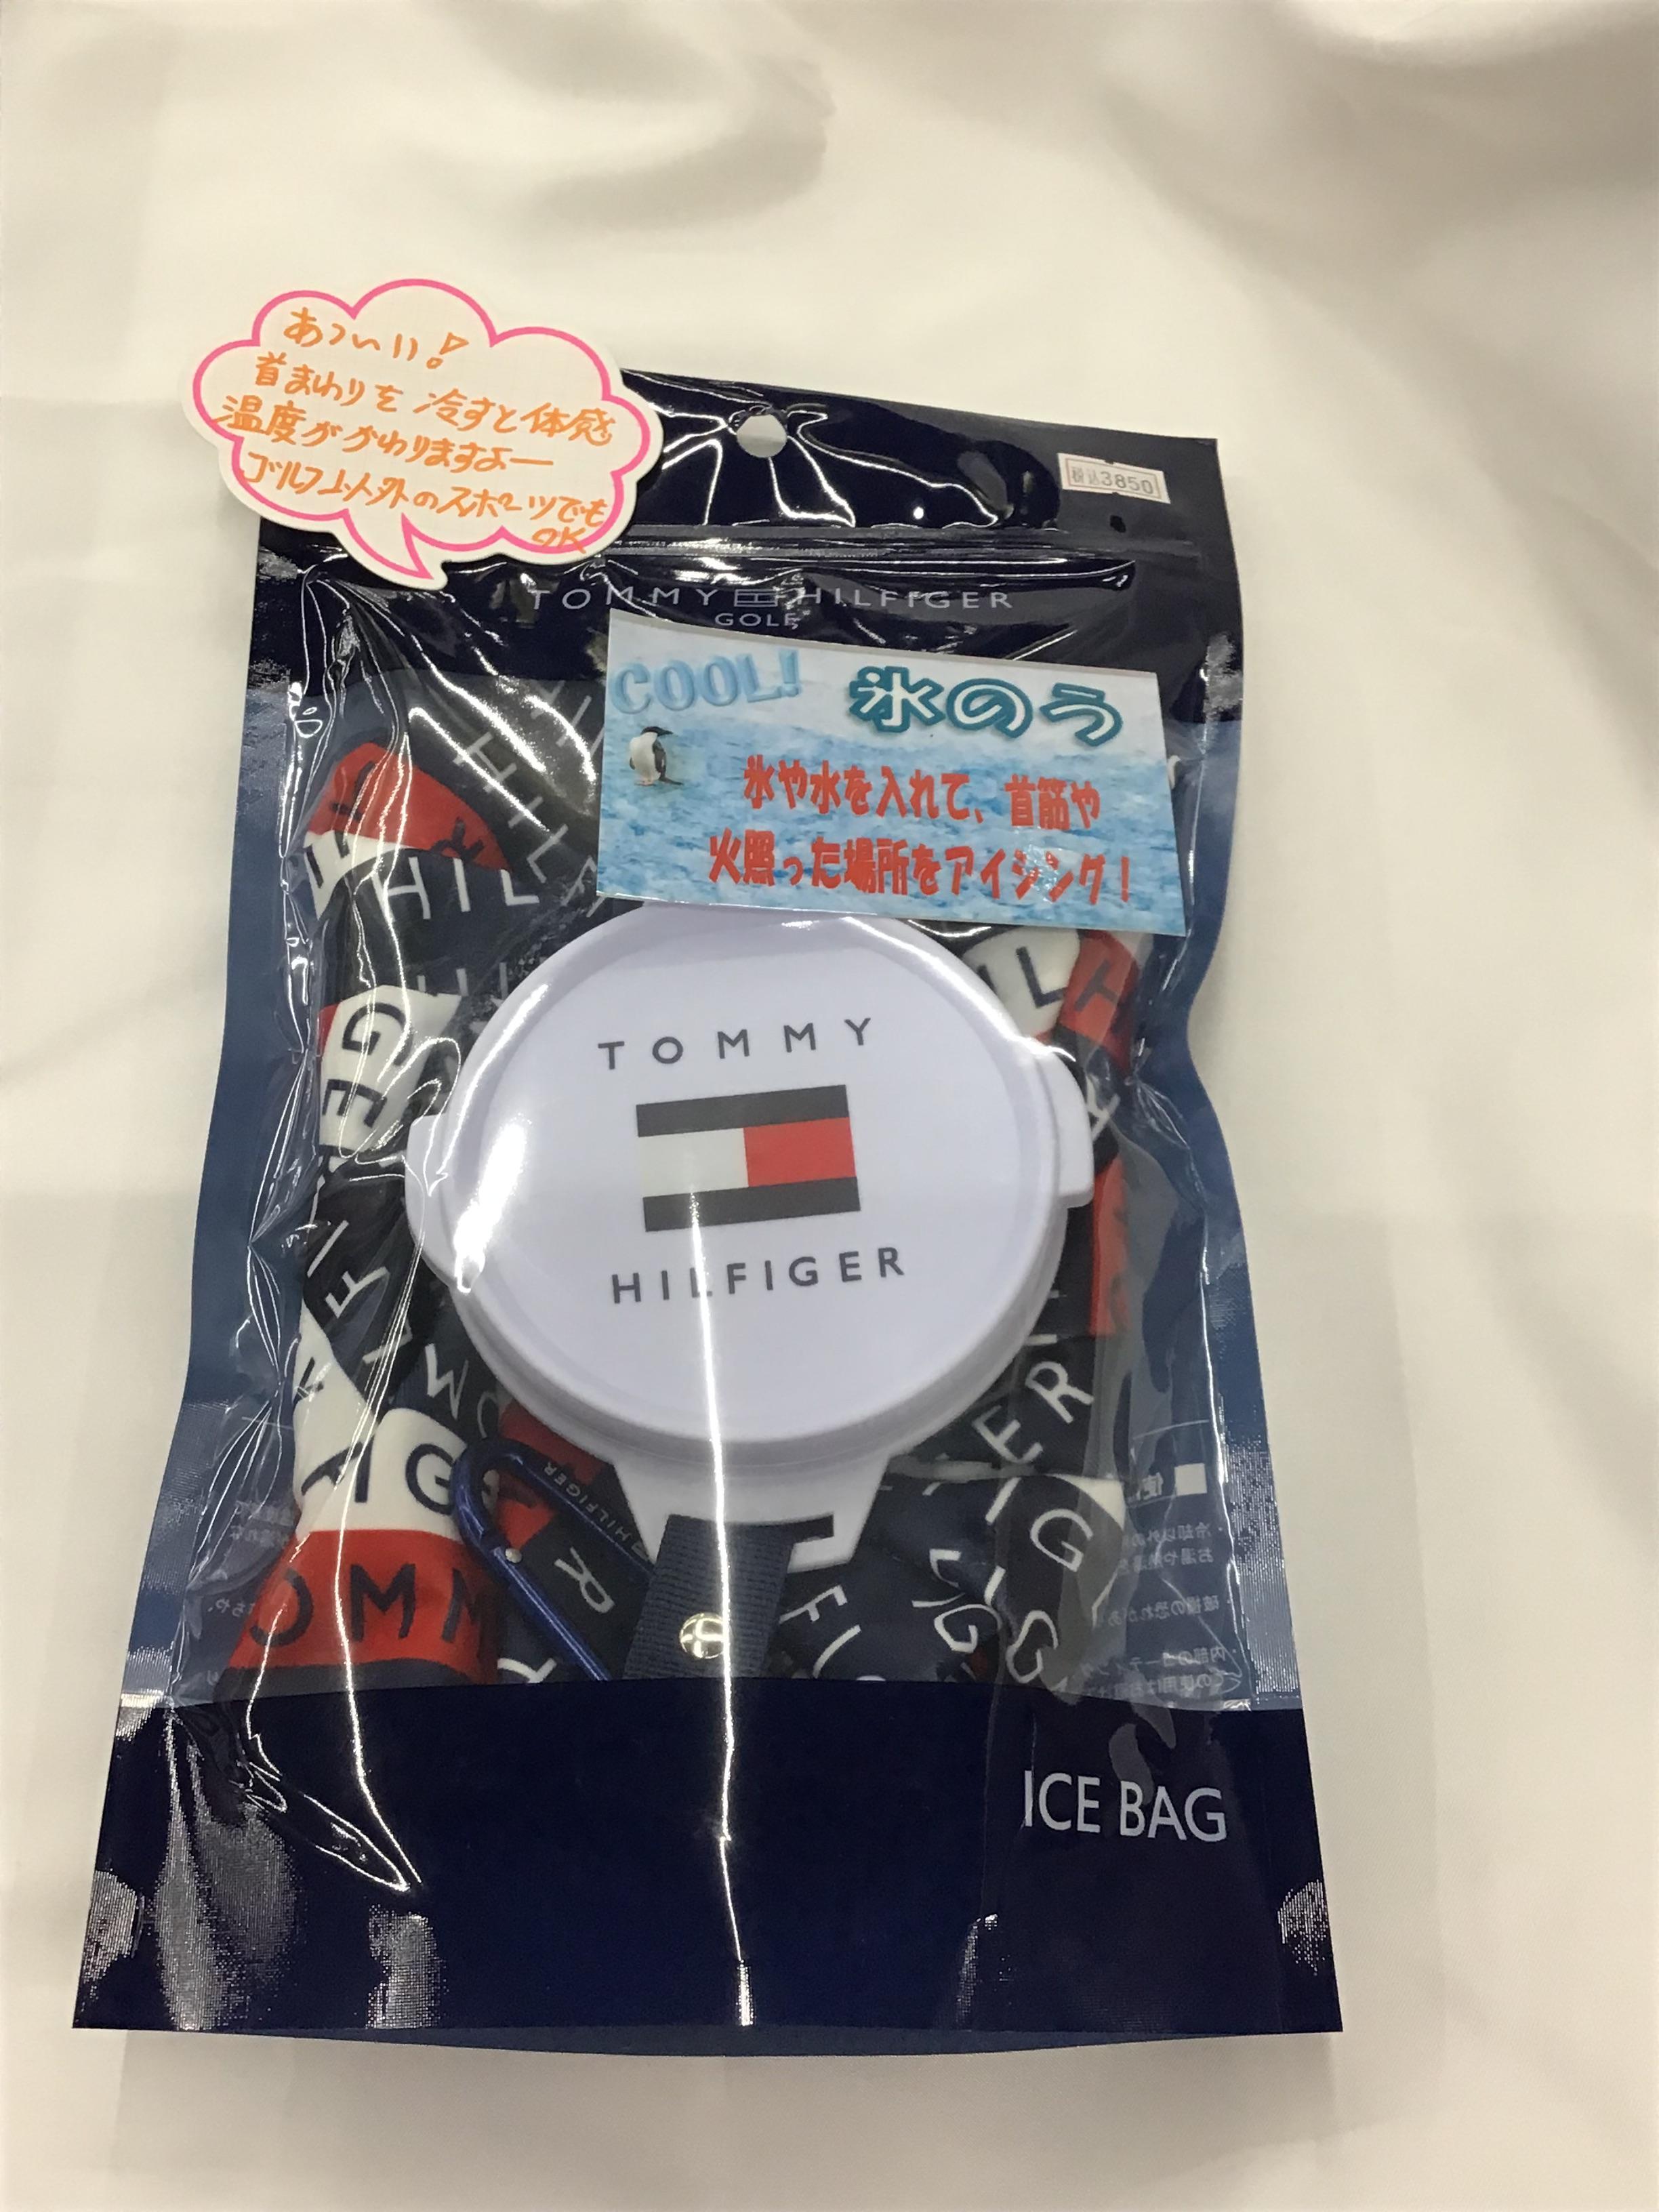 あついり!
首まわりを冷すと体感
温度がかわりますよー
ゴルフ以外のスポーツでも
OK
税込3850
TOMMY HILFIGER
GOLF
COOL! 氷のう
氷や水を入れて、首筋や
火照った場所をアイシング!
TOMMY
HILFIGER
ICE BAG